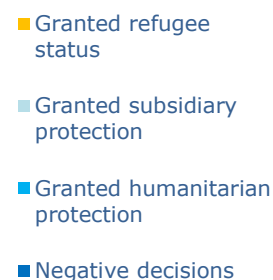 Granted refugee
status
Granted subsidiary
protection
Granted humanitarian
protection
Negative decisions